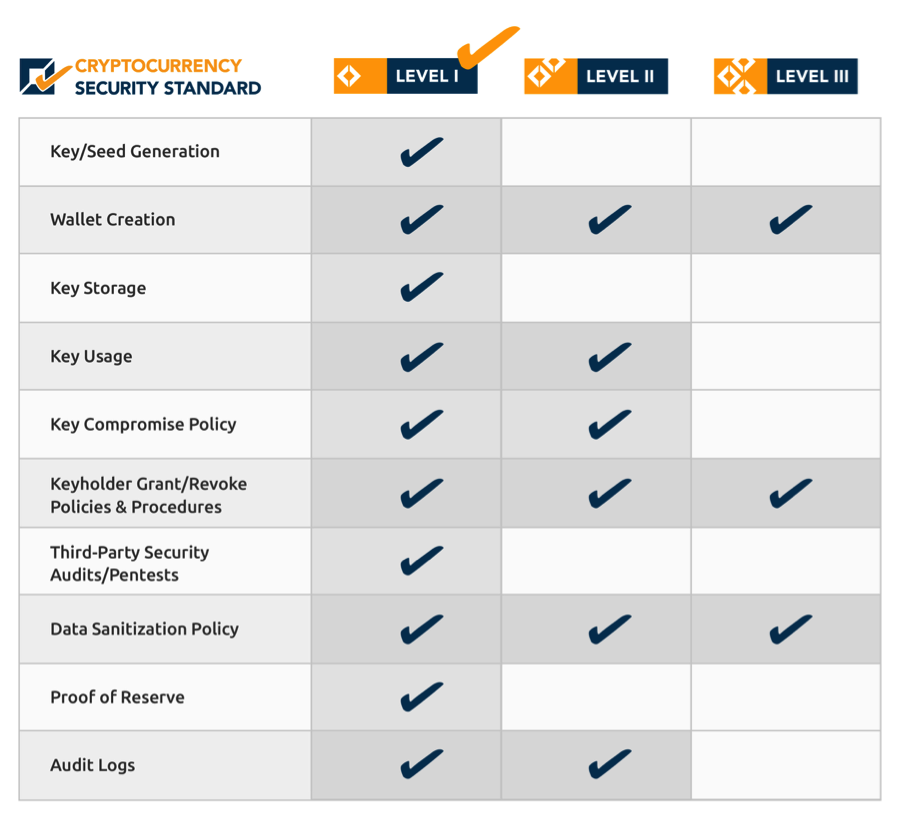 CRYPTOCURRENCY
SECURITY STANDARD
LEVEL I
LEVEL II
LEVEL III
Key/Seed Generation
Wallet Creation
Key Storage
Key Usage
Key Compromise Policy
Keyholder Grant/Revoke
Policies & Procedures
Third-Party Security
Audits/Pentests
Data Sanitization Policy
Proof of Reserve
Audit Logs